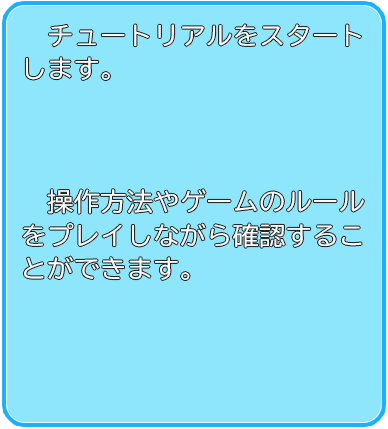 チュートリアルをスタート
します。
　操作方法やゲームのルール
をプレイしながら確認するこ
とができます。